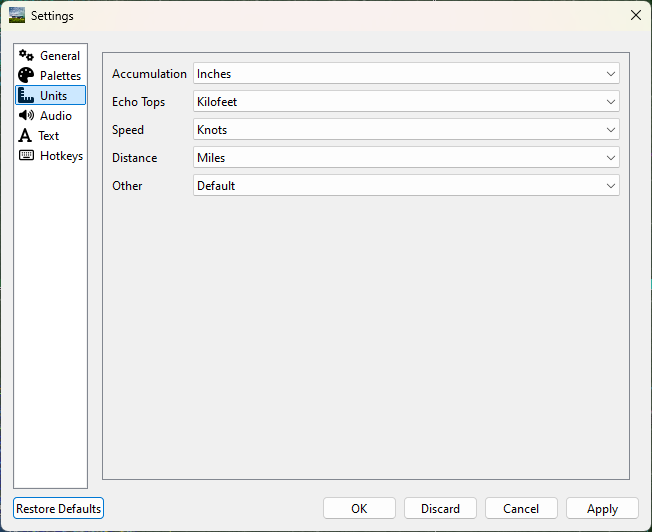 Settings
General
Palettes
Units
Audio
Text
Hotkeys
Accumulation Inches
Echo Tops Kilofeet
Speed Knots
Distance Miles
Other Default
Restore Defaults OK Discard Cancel Apply